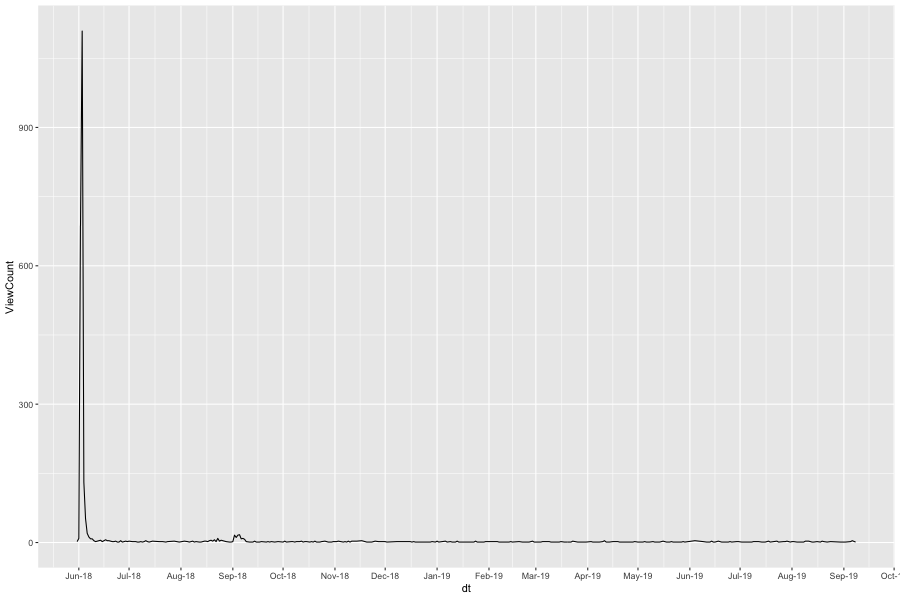 900
600
300
0
ViewCount
Jun-18 Jul-18 Aug-18 Sep-18 Oct-18 Nov-18 Dec-18 Jan-19 Feb-19 Mar-19 Apr-19 May-19 Jun-19 Jul-19 Aug-19 Sep-19
dt